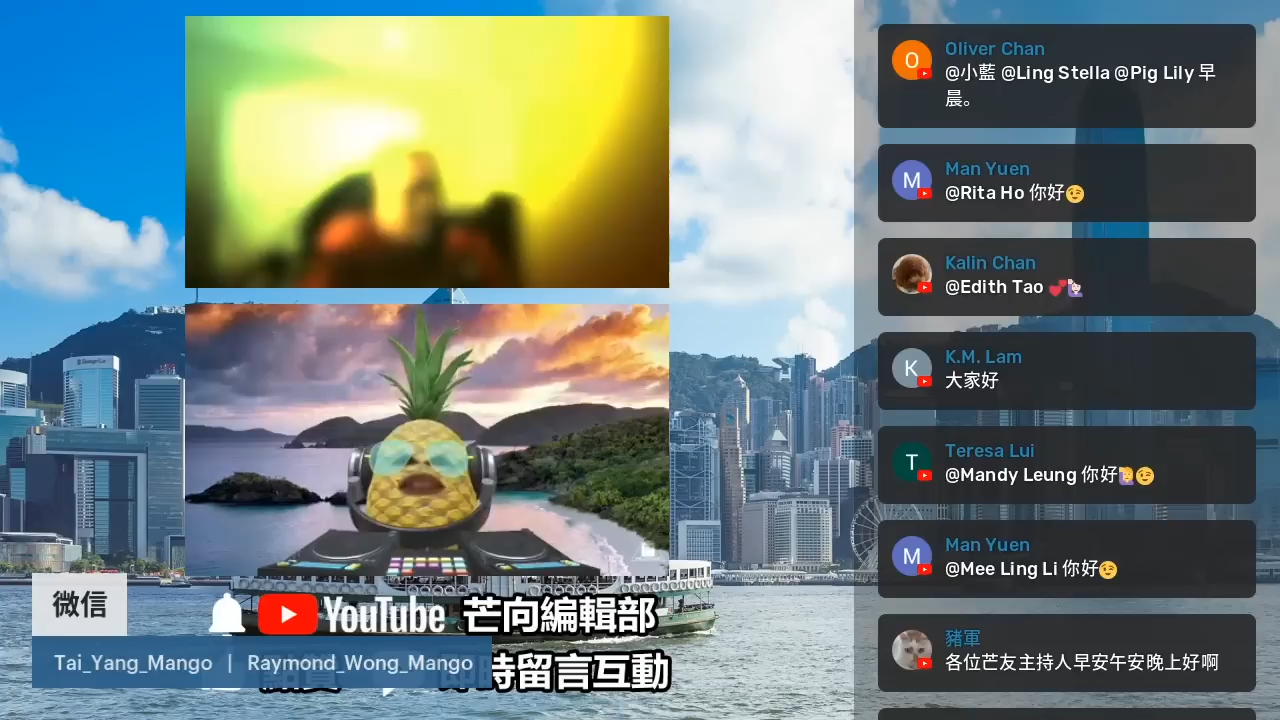 Oliver Chan
@小藍 @Ling Stella @Pig Lily 早
晨。
Man Yuen
@Rita Ho 你好😉
Kalin Chan
@Edith Tao 💕🙋🏻‍♀️
K.M. Lam
大家好
Teresa Lui
@Mandy Leung 你好🙋‍♀️😉
Man Yuen
@Mee Ling Li 你好😉
豬軍
各位芒友主持人早安午安晚上好啊
YouTube 芒向編輯部
即時留言互動
微信
Tai_Yang_Mango | Raymond_Wong_Mango